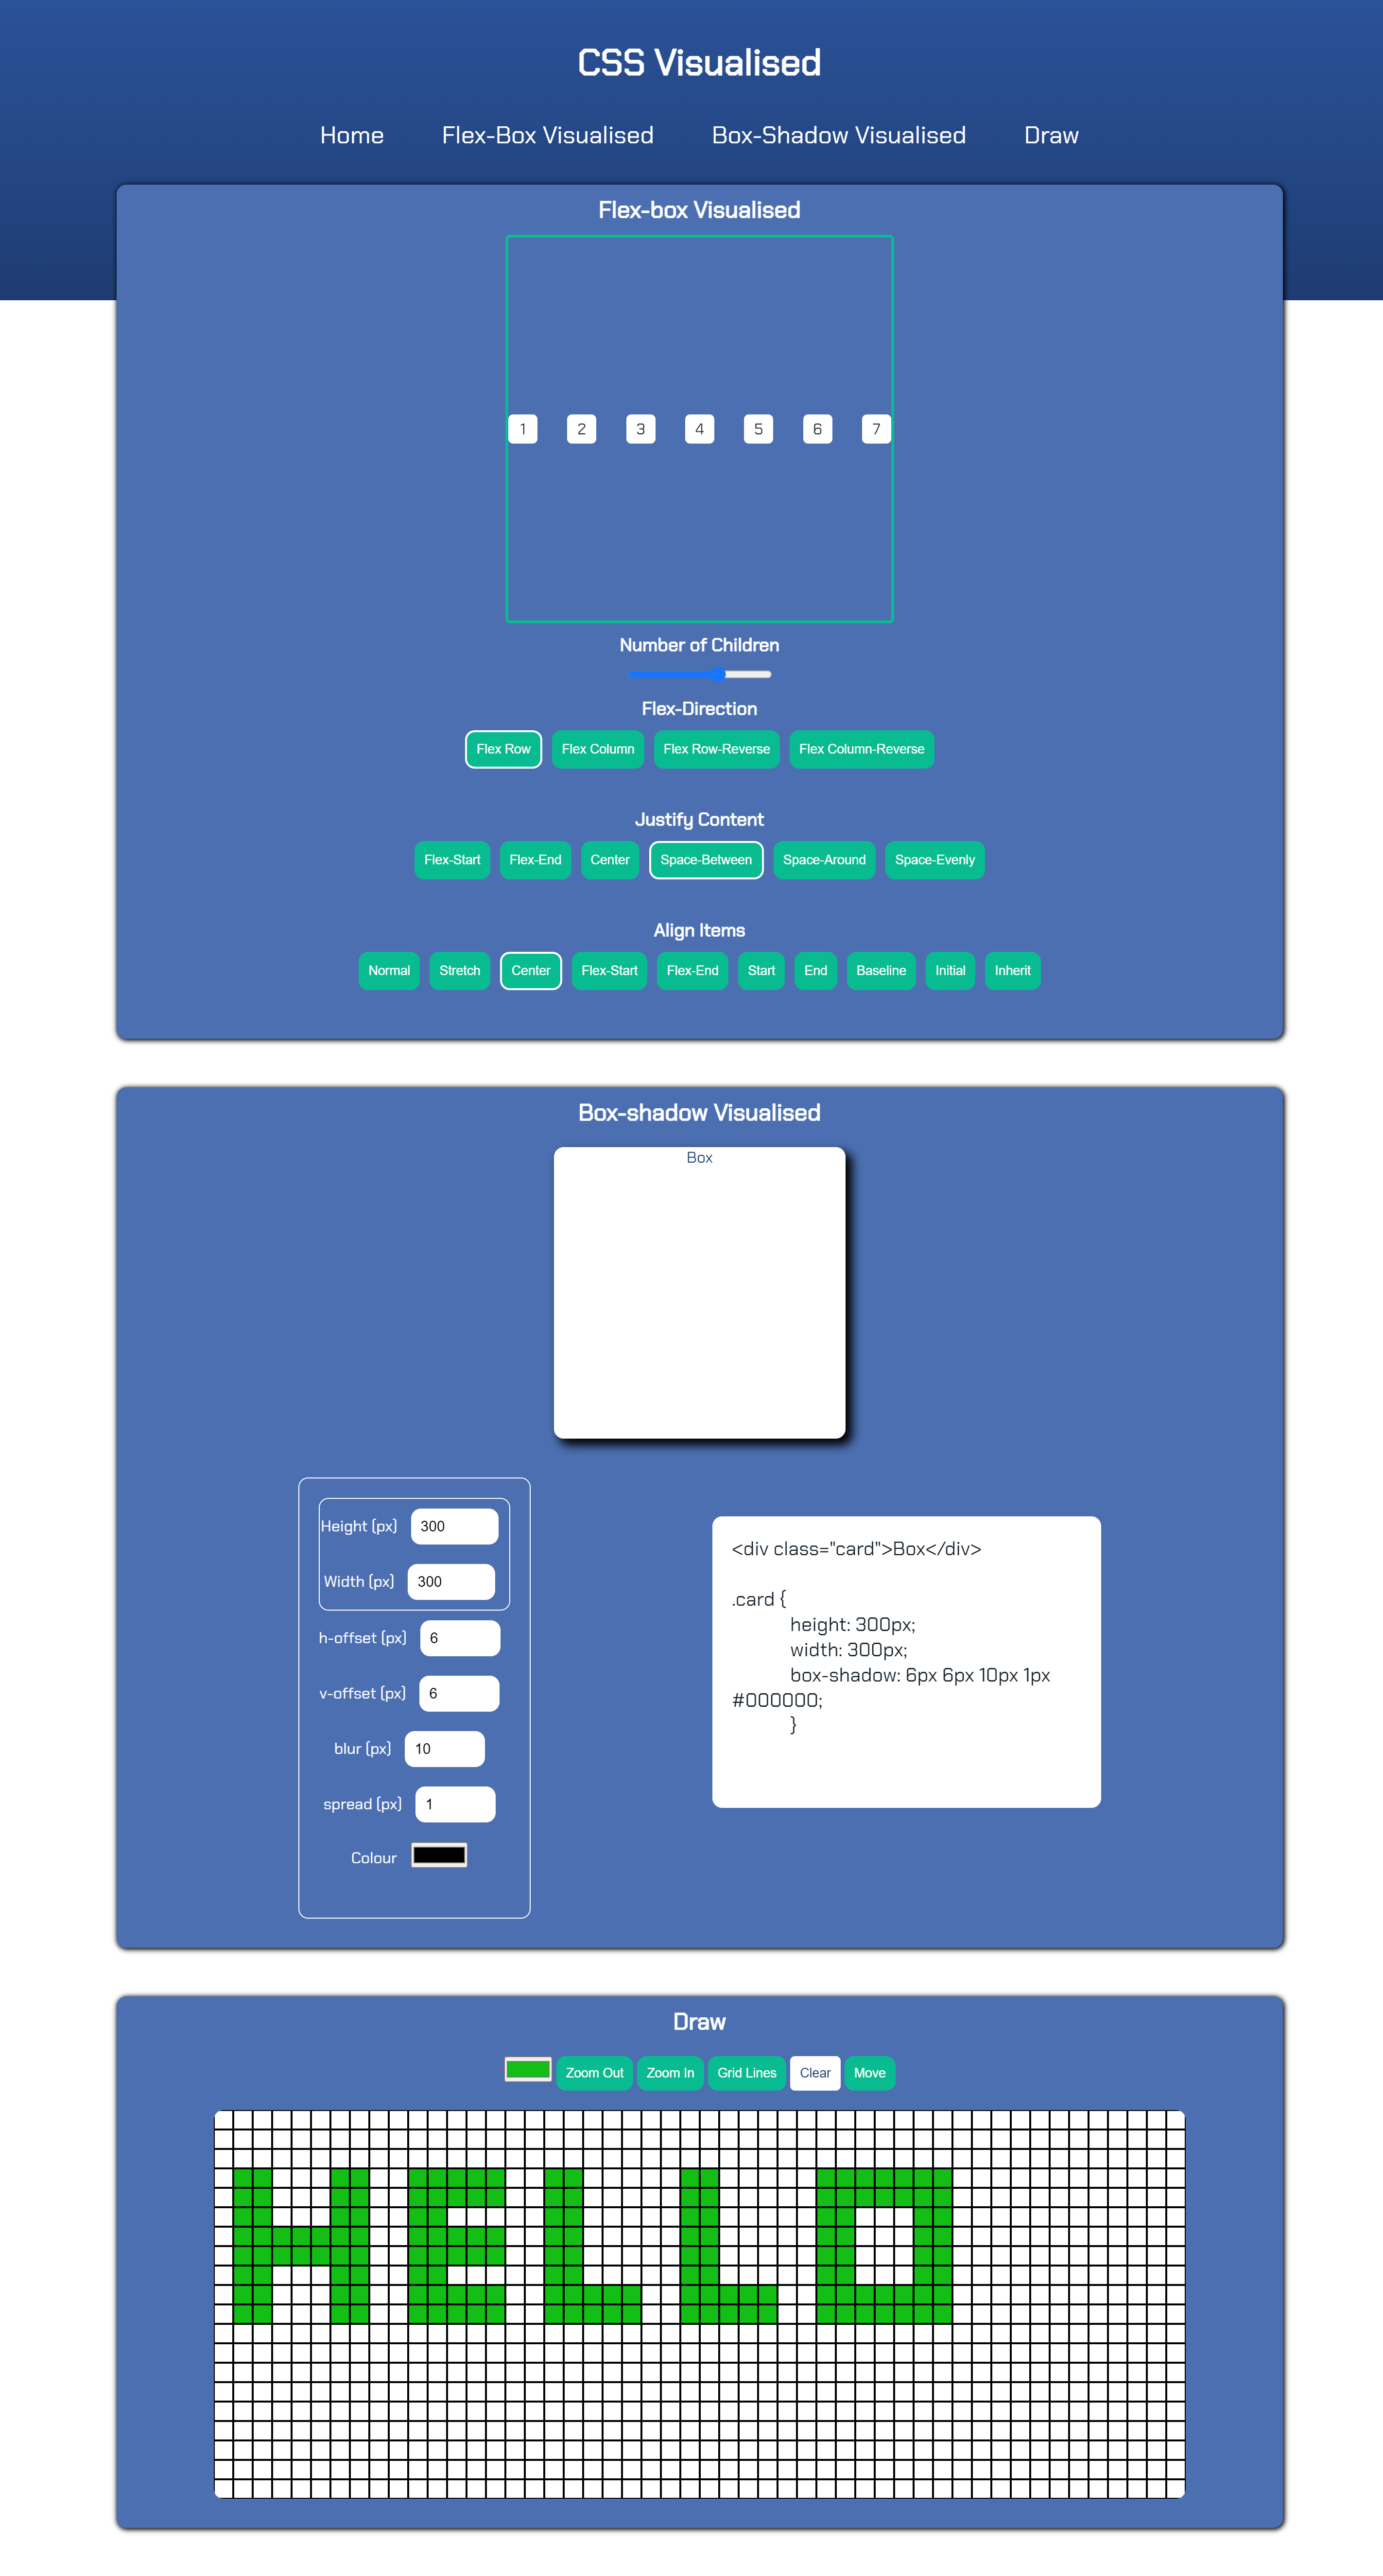 CSS Visualised
Home Flex-Box Visualised Box-Shadow Visualised Draw
Flex-box Visualised
1 2 3 4 5 6 7
Number of Children
Flex-Direction
Flex Row Flex Column Flex Row-Reverse Flex Column-Reverse
Justify Content
Flex-Start Flex-End Center Space-Between Space-Around Space-Evenly
Align Items
Normal Stretch Center Flex-Start Flex-End Start End Baseline Initial Inherit
Box-shadow Visualised
Box
Height (px) 300
Width (px) 300
h-offset (px) 6
v-offset (px) 6
blur (px) 10
spread (px) 1
Colour
<div class="card">Box</div>
.card {
height: 300px;
width: 300px;
box-shadow: 6px 6px 10px 1px
#000000;
}
Draw
Zoom Out Zoom In Grid Lines Clear Move
HELLO